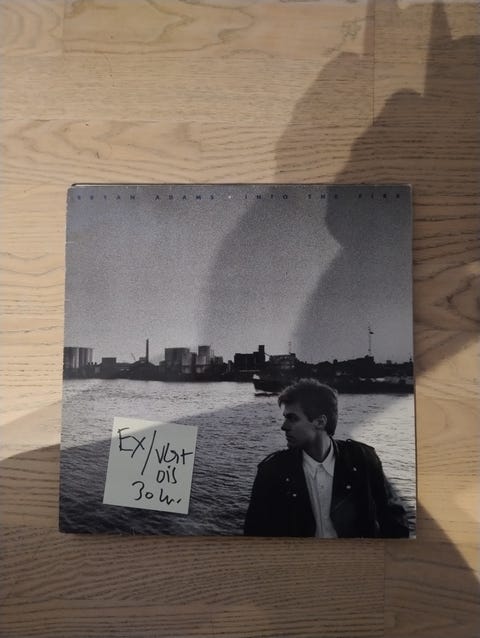 BRYAN ADAMS • INTO THE FIRE
EX/VG+
OIS
30 kr.